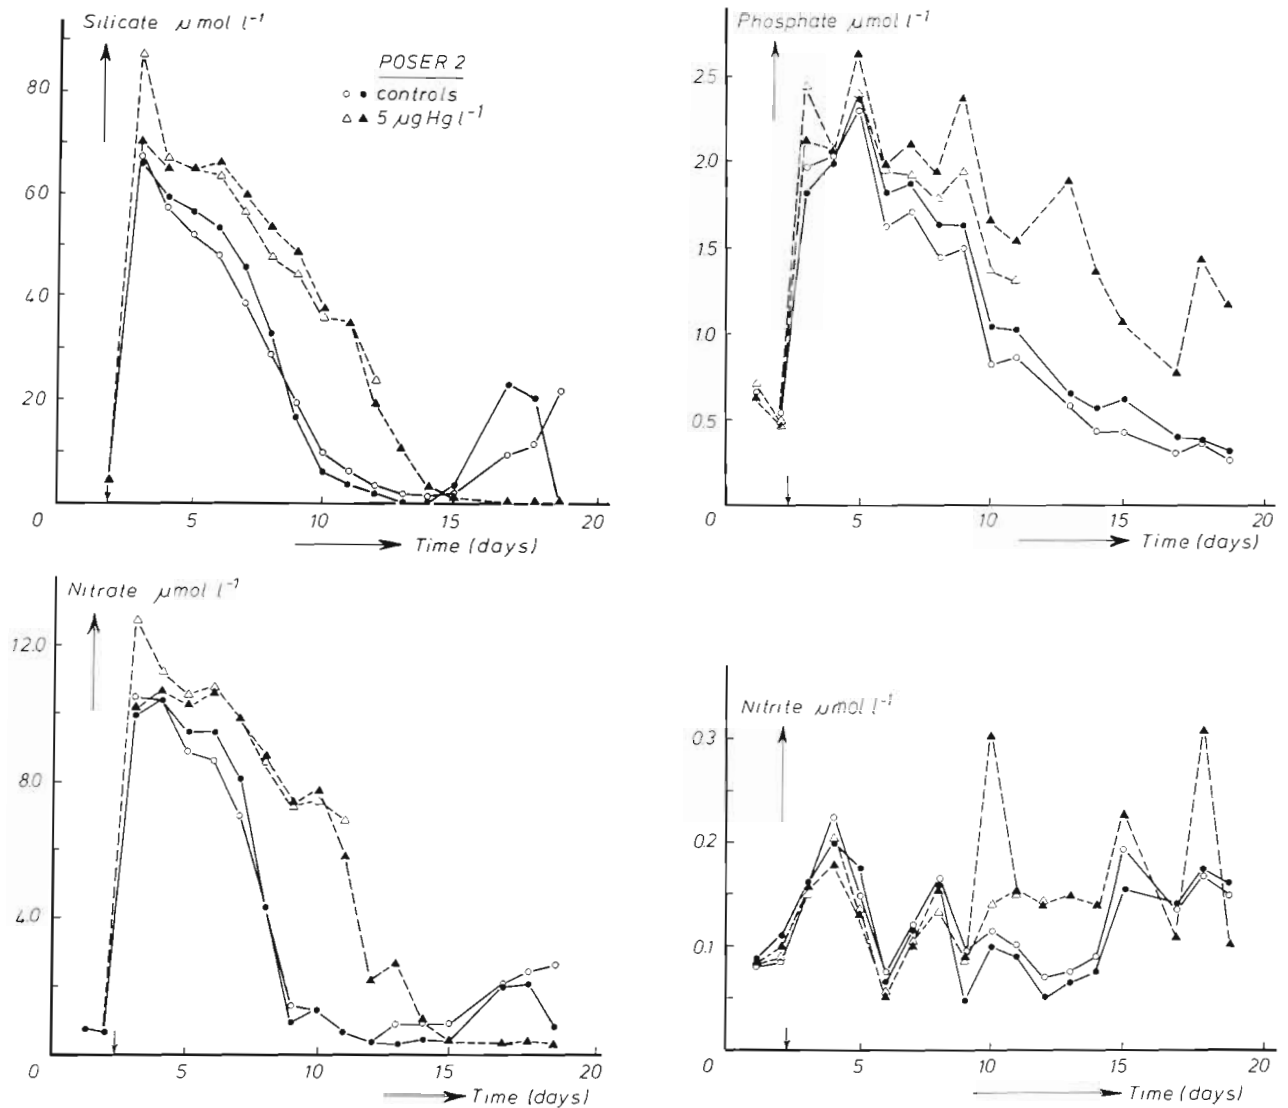 Silicate µmol l⁻¹
POSER 2
○ ● controls
△ ▲ 5 µg Hg l⁻¹
80
60
40
20
0 5 10 15 20
Time (days)
Phosphate µmol l⁻¹
2.5
2.0
1.5
1.0
0.5
0 5 10 15 20
Time (days)
Nitrate µmol l⁻¹
12.0
8.0
4.0
0 5 10 15 20
Time (days)
Nitrite µmol l⁻¹
0.3
0.2
0.1
0 5 10 15 20
Time (days)